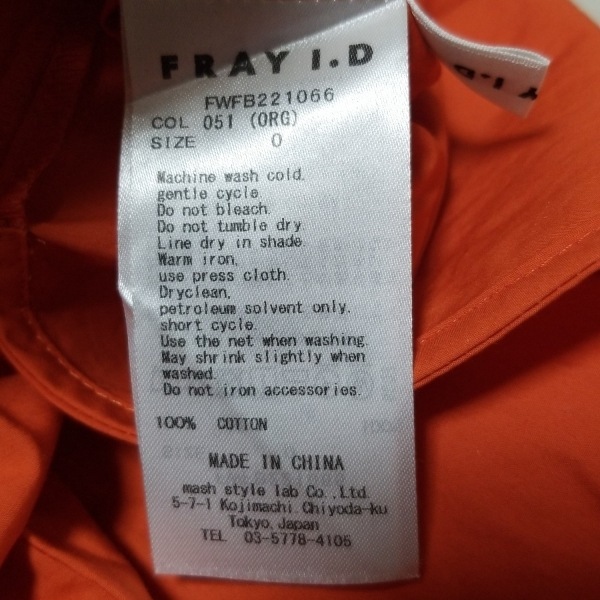 FRAY I.D
FWFB221066
COL 051 (ORG)
SIZE 0
Machine wash cold.
gentle cycle.
Do not bleach.
Do not tumble dry.
Line dry in shade.
Warm iron,
use press cloth.
Dryclean,
petroleum solvent only.
short cycle.
Use the net when washing.
May shrink slightly when
washed.
Do not iron accessories.
100% COTTON
MADE IN CHINA
mash style lab Co.,Ltd.
5-7-1 Kojimachi.Chiyoda-ku
Tokyo,Japan
TEL 03-5778-4106
Y I.D